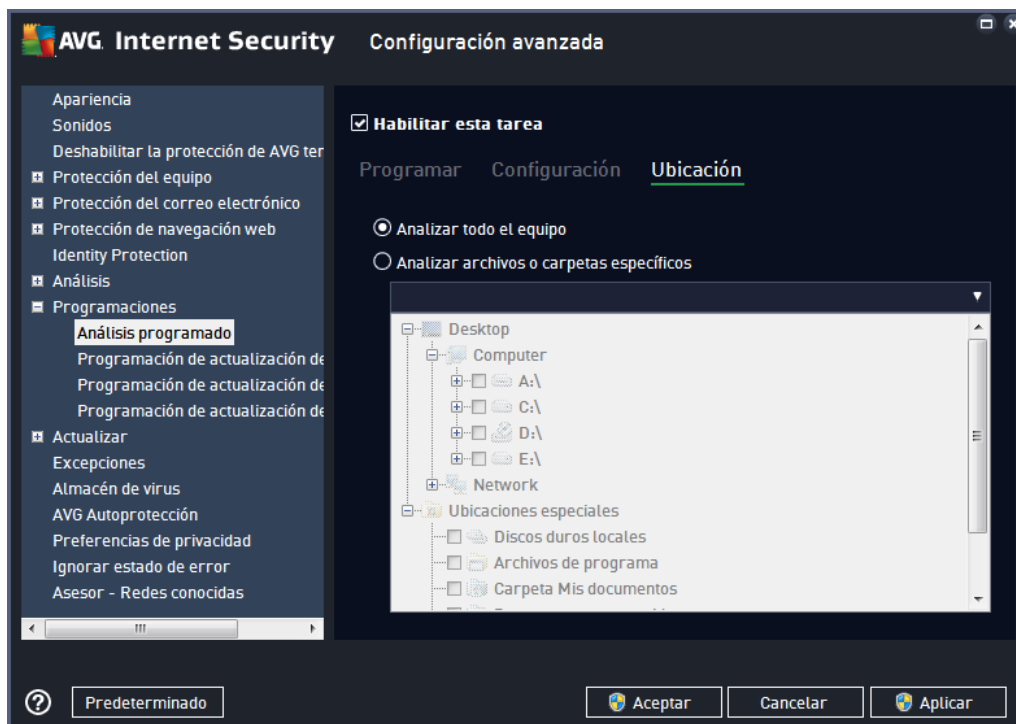 AVG. Internet Security Configuración avanzada
Apariencia
Sonidos
Deshabilitar la protección de AVG ter
Protección del equipo
Protección del correo electrónico
Protección de navegación web
Identity Protection
Análisis
Programaciones
Análisis programado
Programación de actualización de
Programación de actualización de
Programación de actualización de
Actualizar
Excepciones
Almacén de virus
AVG Autoprotección
Preferencias de privacidad
Ignorar estado de error
Asesor - Redes conocidas
Habilitar esta tarea
Programar Configuración Ubicación
Analizar todo el equipo
Analizar archivos o carpetas específicos
Desktop
Computer
A:\
C:\
D:\
E:\
Network
Ubicaciones especiales
Discos duros locales
Archivos de programa
Carpeta Mis documentos
Predeterminado Aceptar Cancelar Aplicar